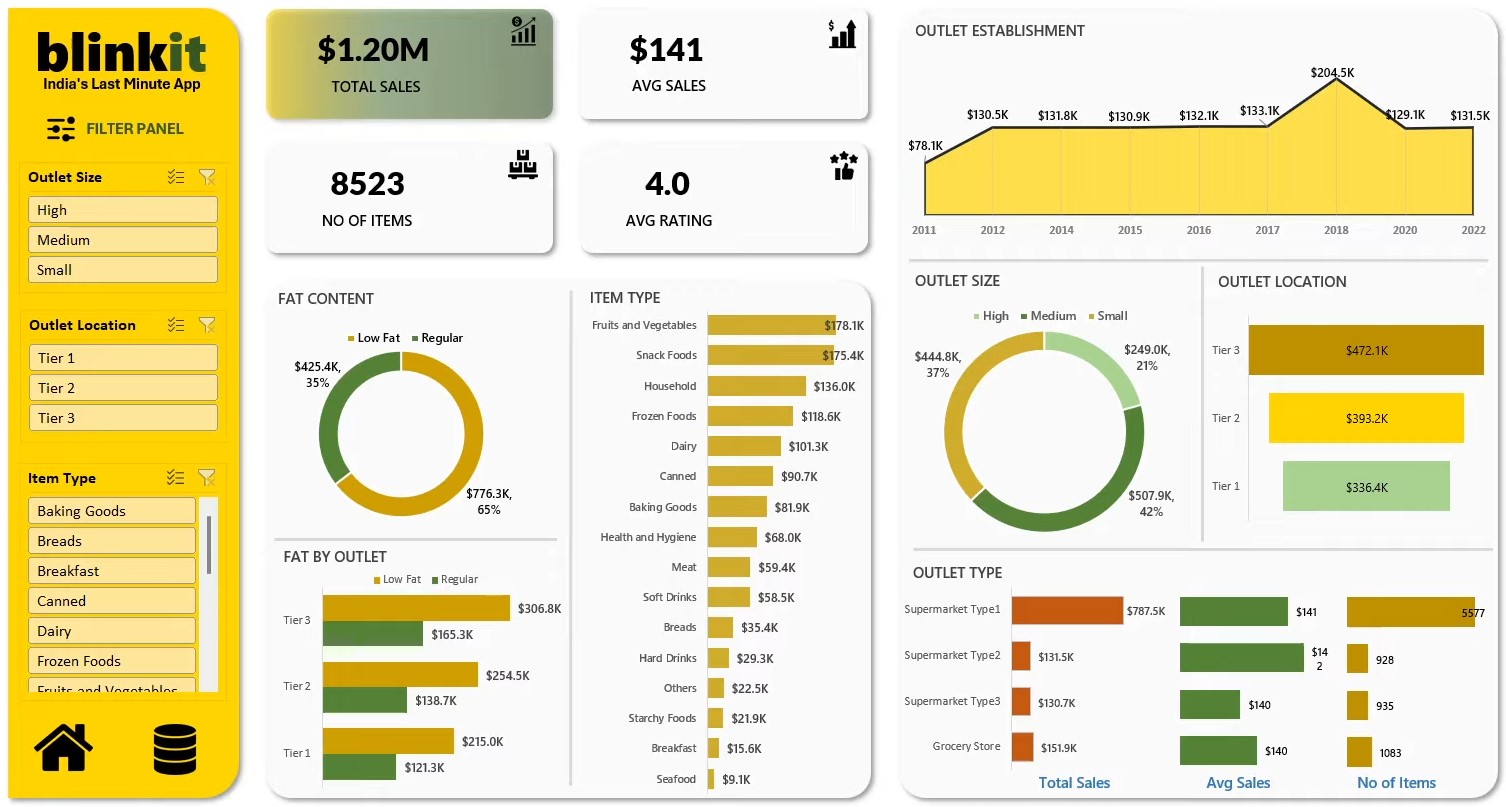 blinkit
India's Last Minute App
FILTER PANEL
Outlet Size
High
Medium
Small
Outlet Location
Tier 1
Tier 2
Tier 3
Item Type
Baking Goods
Breads
Breakfast
Canned
Dairy
Frozen Foods
Fruits and Vegetables
$1.20M
TOTAL SALES
$141
AVG SALES
8523
NO OF ITEMS
4.0
AVG RATING
FAT CONTENT
Low Fat Regular
$425.4K,
35%
$776.3K,
65%
FAT BY OUTLET
Low Fat Regular
Tier 3 $306.8K
$165.3K
Tier 2 $254.5K
$138.7K
Tier 1 $215.0K
$121.3K
ITEM TYPE
Fruits and Vegetables $178.1K
Snack Foods $175.4K
Household $136.0K
Frozen Foods $118.6K
Dairy $101.3K
Canned $90.7K
Baking Goods $81.9K
Health and Hygiene $68.0K
Meat $59.4K
Soft Drinks $58.5K
Breads $35.4K
Hard Drinks $29.3K
Others $22.5K
Starchy Foods $21.9K
Breakfast $15.6K
Seafood $9.1K
OUTLET ESTABLISHMENT
$78.1K $130.5K $131.8K $130.9K $132.1K $133.1K $204.5K $129.1K $131.5K
2011 2012 2014 2015 2016 2017 2018 2020 2022
OUTLET SIZE
High Medium Small
$444.8K,
37%
$249.0K,
21%
$507.9K,
42%
OUTLET LOCATION
Tier 3 $472.1K
Tier 2 $393.2K
Tier 1 $336.4K
OUTLET TYPE
Supermarket Type1 $787.5K $141 5577
Supermarket Type2 $131.5K $14
2 928
Supermarket Type3 $130.7K $140 935
Grocery Store $151.9K $140 1083
Total Sales Avg Sales No of Items